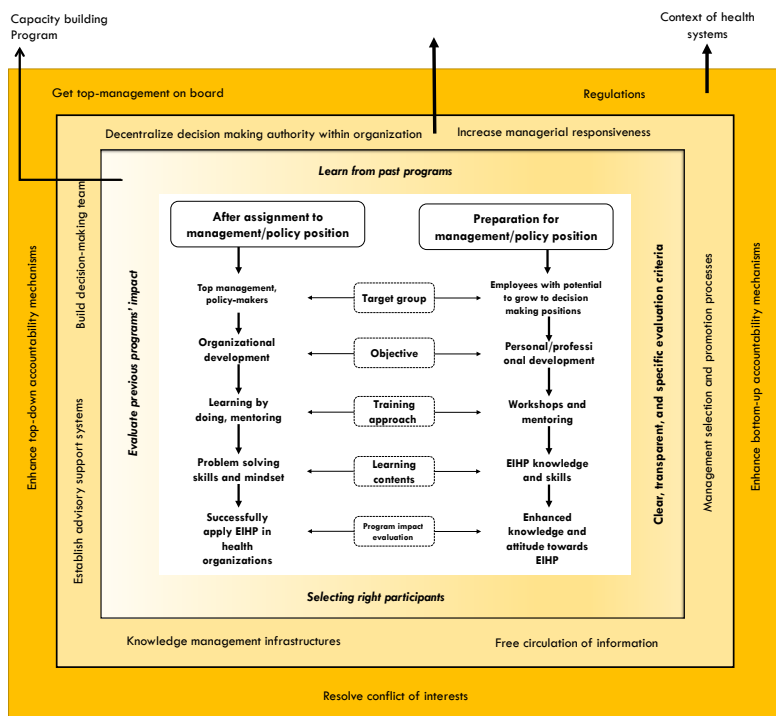 Capacity building
Program
Context of health
systems
Get top-management on board
Regulations
Decentralize decision making authority within organization
Increase managerial responsiveness
Learn from past programs
After assignment to
management/policy position
Preparation for
management/policy position
Top management,
policy-makers
Target group
Employees with potential
to grow to decision
making positions
Organizational
development
Objective
Personal/professi
onal development
Learning by
doing, mentoring
Training
approach
Workshops and
mentoring
Problem solving
skills and mindset
Learning
contents
EIHP knowledge
and skills
Successfully
apply EIHP in
health
organizations
Program impact
evaluation
Enhanced
knowledge and
attitude towards
EIHP
Enhance top-down accountability mechanisms
Build decision-making team
Establish advisory support systems
Evaluate previous programs' impact
Clear, transparent, and specific evaluation criteria
Management selection and promotion processes
Enhance bottom-up accountability mechanisms
Selecting right participants
Knowledge management infrastructures
Free circulation of information
Resolve conflict of interests